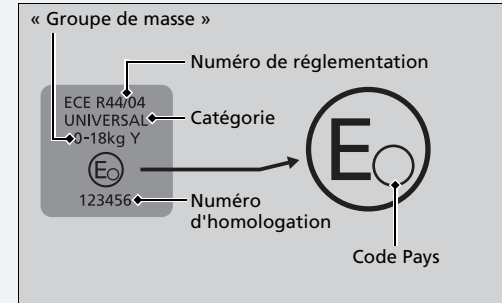 « Groupe de masse »
Numéro de réglementation
ECE R44/04
UNIVERSAL
Catégorie
0-18kg Y
E
E
123456
Numéro
d'homologation
Code Pays